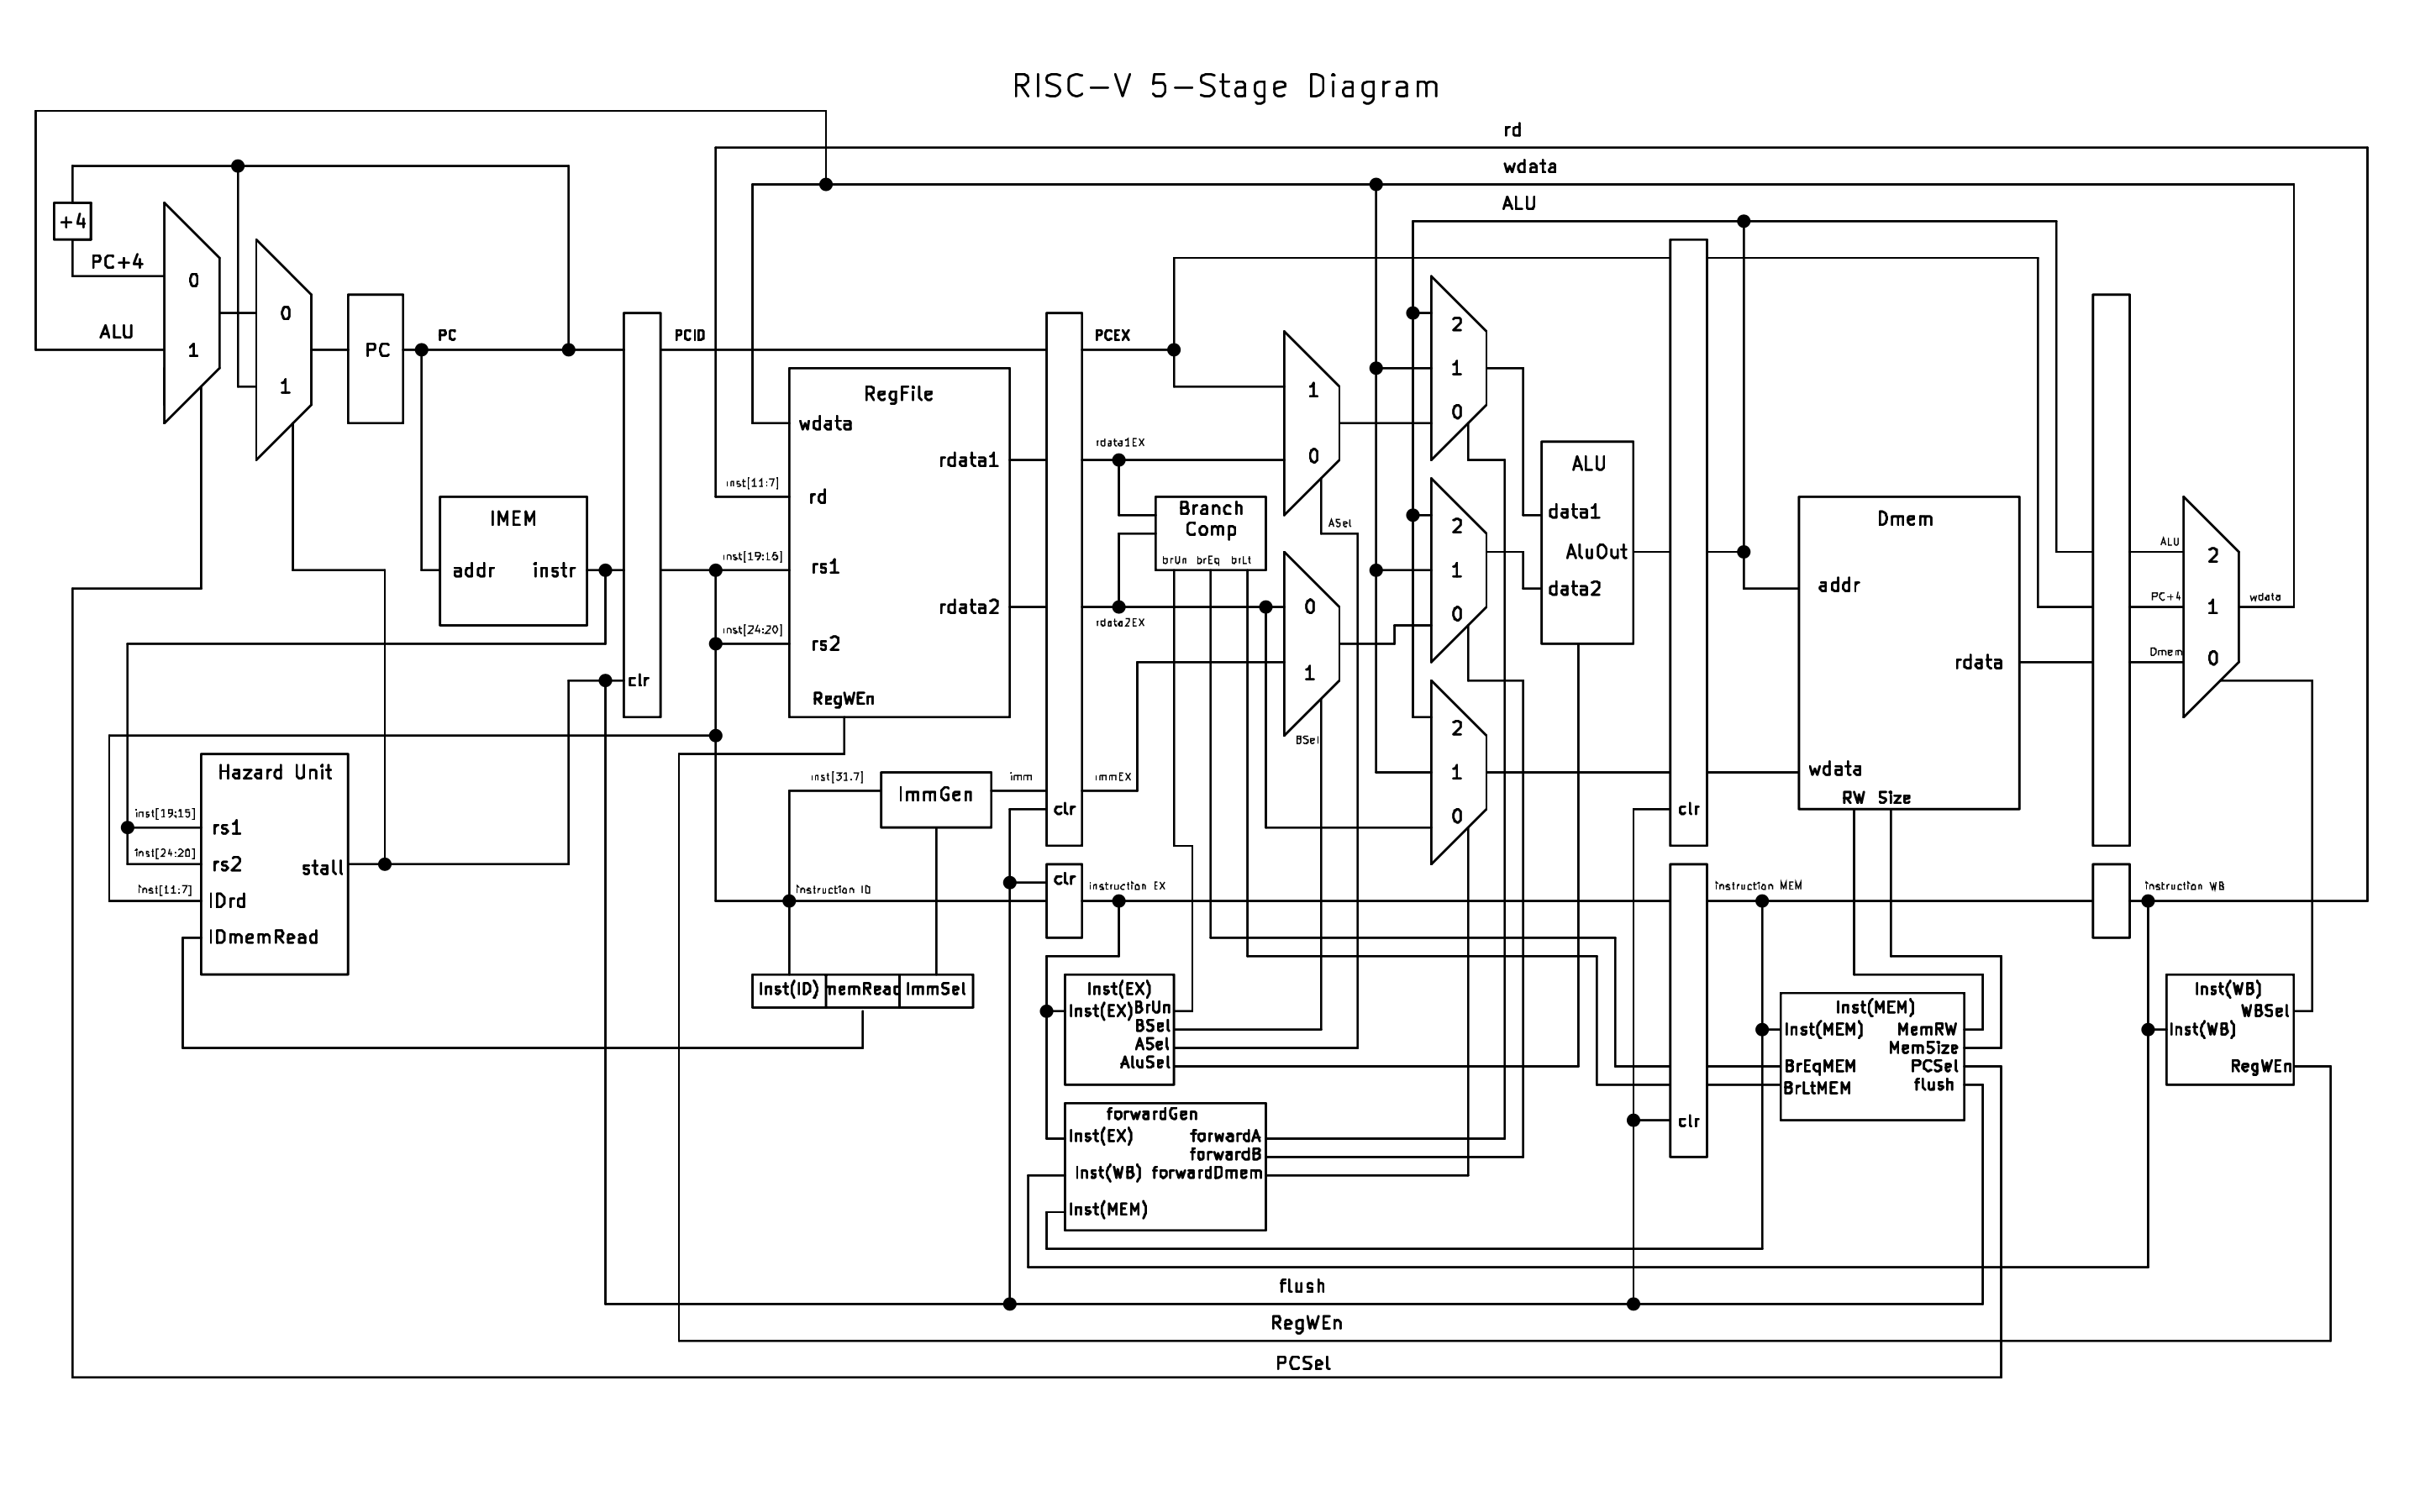 RISC-V 5-Stage Diagram
rd
wdata
ALU
+4
PC+4
0
ALU
1
0
1
PC
PC
PCID
PCEX
IMEM
addr
instr
clr
RegFile
wdata
rdata1
inst[11:7]
rd
inst[19:16]
rs1
rdata2
inst[24:20]
rs2
RegWEn
rdata1EX
rdata2EX
Branch
Comp
brUn
brEq
brLt
1
0
ASel
0
1
BSel
2
1
0
2
1
0
2
1
0
ALU
data1
AluOut
data2
clr
Dmem
addr
rdata
wdata
RW
Size
ALU
PC+4
Dmem
2
1
0
wdata
Hazard Unit
inst[19:15]
rs1
inst[24:20]
rs2
stall
inst[11:7]
IDrd
IDmemRead
inst[31.7]
ImmGen
imm
clr
immEX
instruction ID
clr
instruction EX
instruction MEM
instruction WB
Inst(ID)
memRead
ImmSel
Inst(EX)
Inst(EX)
BrUn
BSel
ASel
AluSel
forwardGen
Inst(EX)
forwardA
forwardB
Inst(WB)
forwardDmem
Inst(MEM)
clr
Inst(MEM)
Inst(MEM)
MemRW
MemSize
BrEqMEM
PCSel
BrLtMEM
flush
Inst(WB)
WBSel
Inst(WB)
RegWEn
flush
RegWEn
PCSel